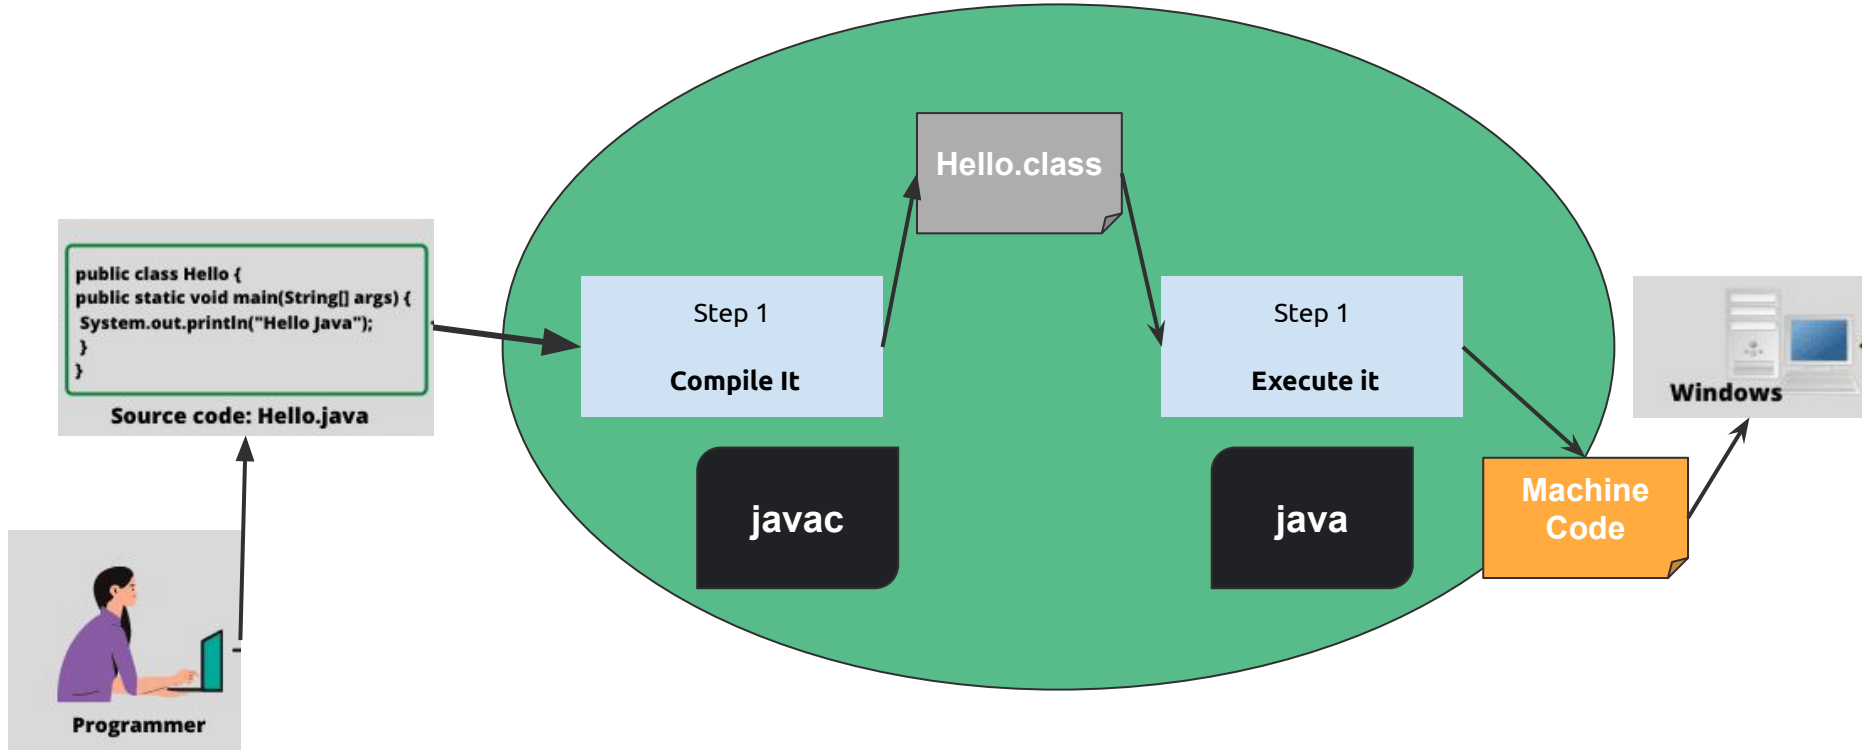 public class Hello {
public static void main(String[] args) {
System.out.println("Hello Java");
}
}
Source code: Hello.java
Programmer
Step 1
Compile It
javac
Hello.class
Step 1
Execute it
java
Machine
Code
Windows